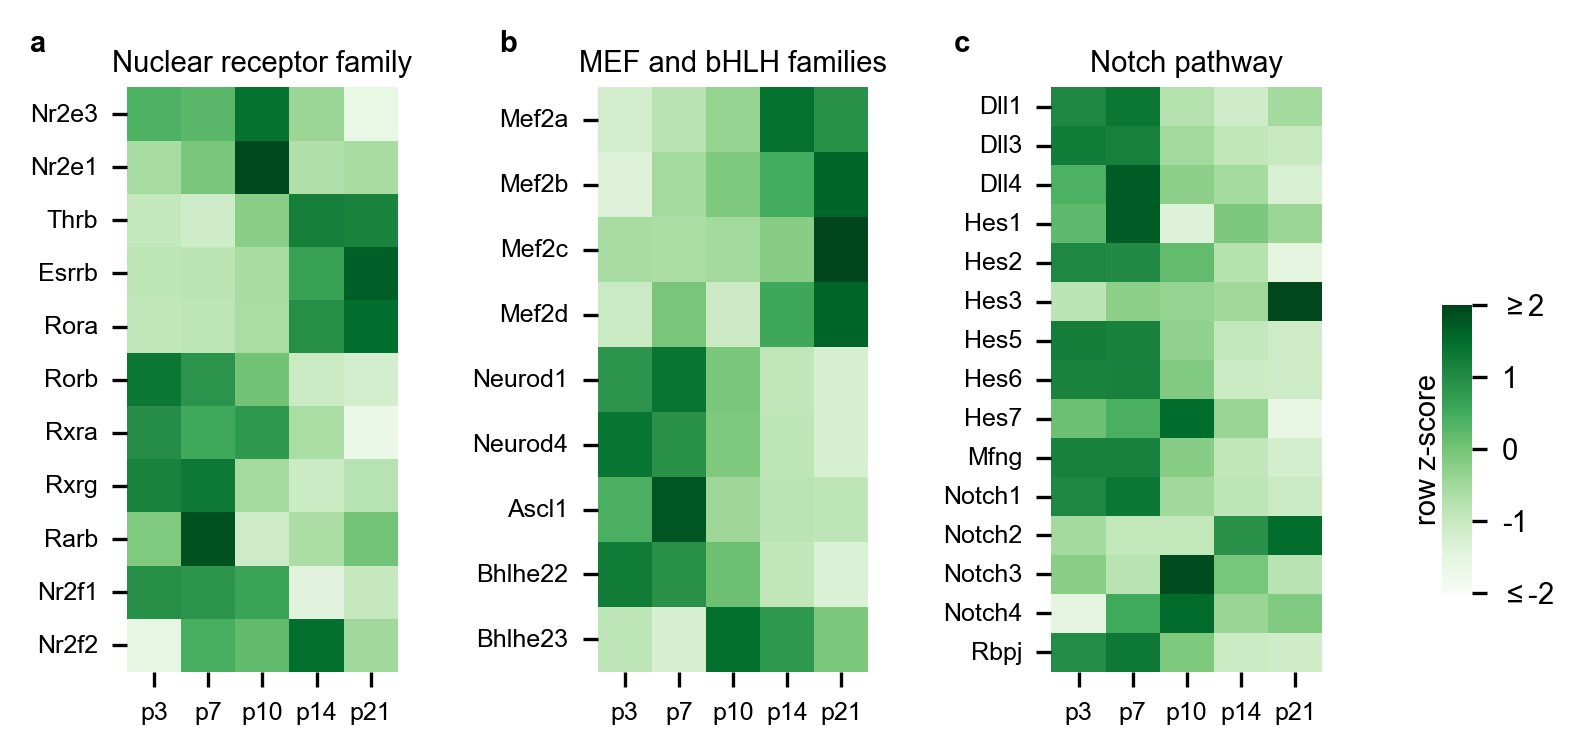 a
Nuclear receptor family
Nr2e3
Nr2e1
Thrb
Esrrb
Rora
Rorb
Rxra
Rxrg
Rarb
Nr2f1
Nr2f2
p3 p7 p10 p14 p21
b
MEF and bHLH families
Mef2a
Mef2b
Mef2c
Mef2d
Neurod1
Neurod4
Ascl1
Bhlhe22
Bhlhe23
p3 p7 p10 p14 p21
c
Notch pathway
Dll1
Dll3
Dll4
Hes1
Hes2
Hes3
Hes5
Hes6
Hes7
Mfng
Notch1
Notch2
Notch3
Notch4
Rbpj
p3 p7 p10 p14 p21
row z-score
≥2
1
0
-1
≤-2